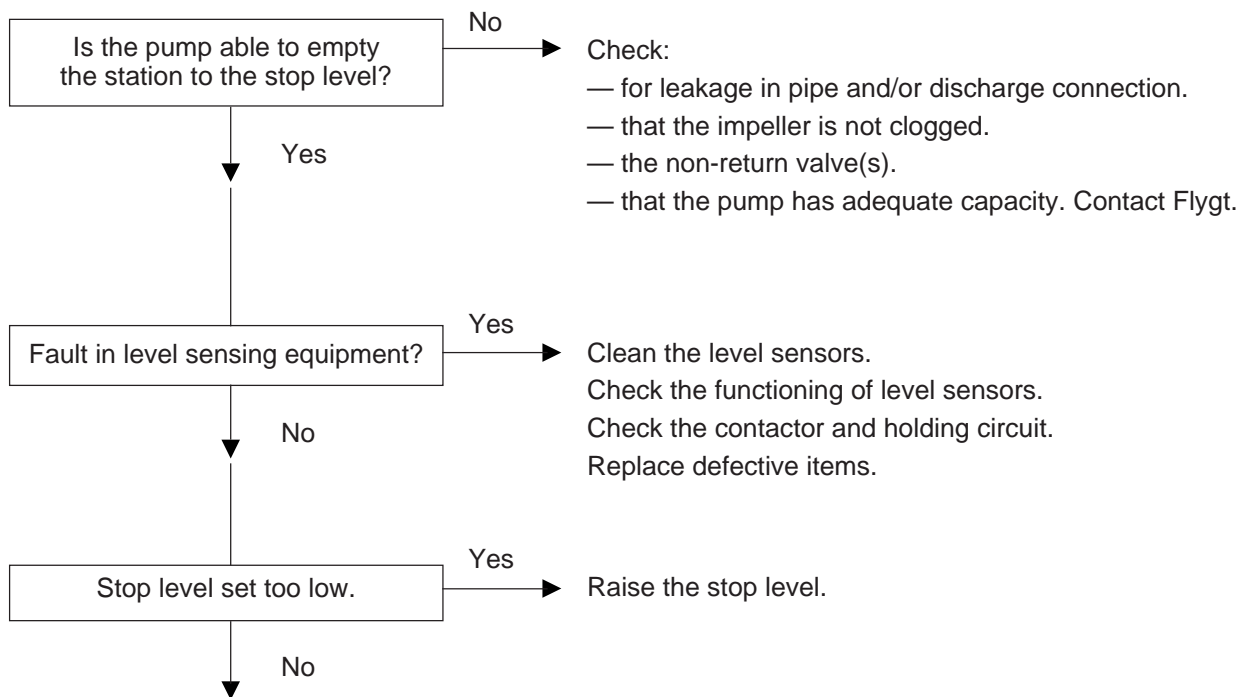 Is the pump able to empty
the station to the stop level?
No
Check:
— for leakage in pipe and/or discharge connection.
— that the impeller is not clogged.
— the non-return valve(s).
— that the pump has adequate capacity. Contact Flygt.
Yes
Fault in level sensing equipment?
Yes
Clean the level sensors.
Check the functioning of level sensors.
Check the contactor and holding circuit.
Replace defective items.
No
Stop level set too low.
Yes
Raise the stop level.
No